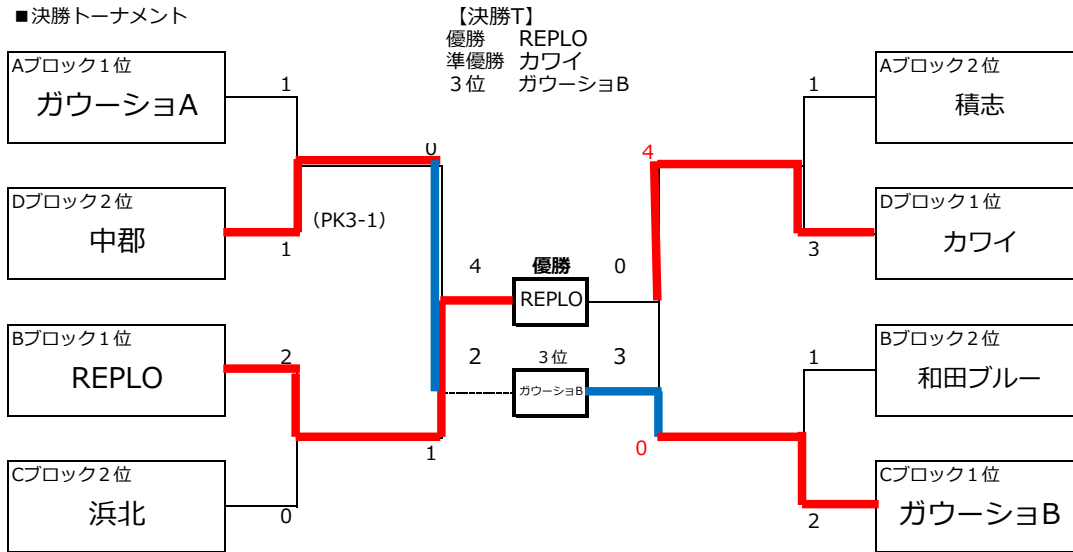 ■決勝トーナメント
【決勝T】
優勝 REPLO
準優勝 カワイ
３位 ガウーショB
Aブロック１位
ガウーショA
1
Dブロック２位
中郡
1
(PK3-1)
0
Bブロック１位
REPLO
2
Cブロック２位
浜北
0
1
4
優勝
0
REPLO
2
３位
3
ガウーショB
4
0
Aブロック２位
積志
1
Dブロック１位
カワイ
3
Bブロック２位
和田ブルー
1
Cブロック１位
ガウーショB
2